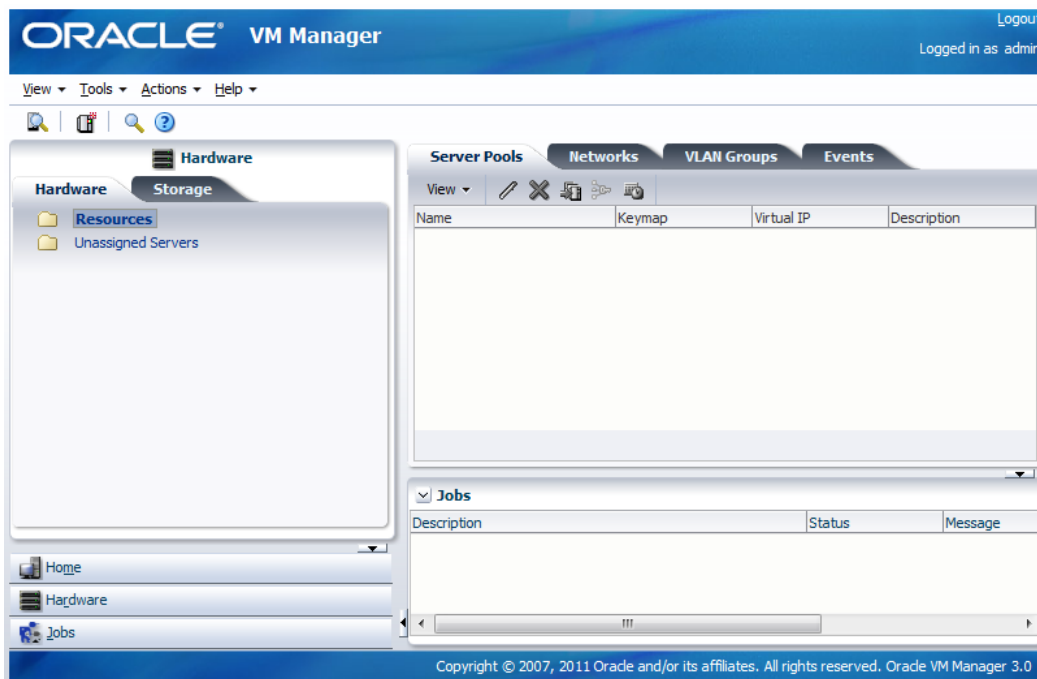 ORACLE® VM Manager
Logout
Logged in as admin
View Tools Actions Help
Hardware
Hardware Storage
Resources
Unassigned Servers
Home
Hardware
Jobs
Server Pools Networks VLAN Groups Events
View
Name Keymap Virtual IP Description
Jobs
Description Status Message
Copyright © 2007, 2011 Oracle and/or its affiliates. All rights reserved. Oracle VM Manager 3.0